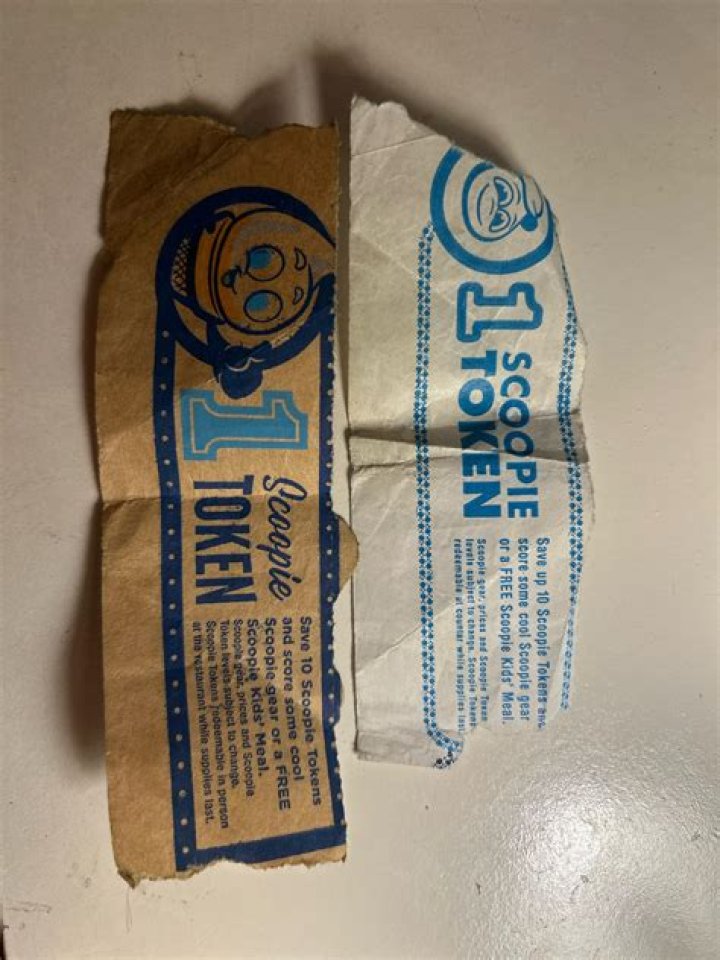 1
Scoopie
TOKEN
Save 10 Scoopie Tokens
and score some cool
Scoopie gear or a FREE
Scoopie Kids' Meal.
Scoopie gear, prices and Scoopie
Token levels subject to change.
Scoopie Tokens redeemable in person
at the restaurant while supplies last.
1
SCOOPIE
TOKEN
Save up 10 Scoopie Tokens and
score some cool Scoopie gear
or a FREE Scoopie Kids' Meal.
Scoopie gear, prices and Scoopie Token
levels subject to change. Scoopie Tokens
redeemable at counter while supplies last.